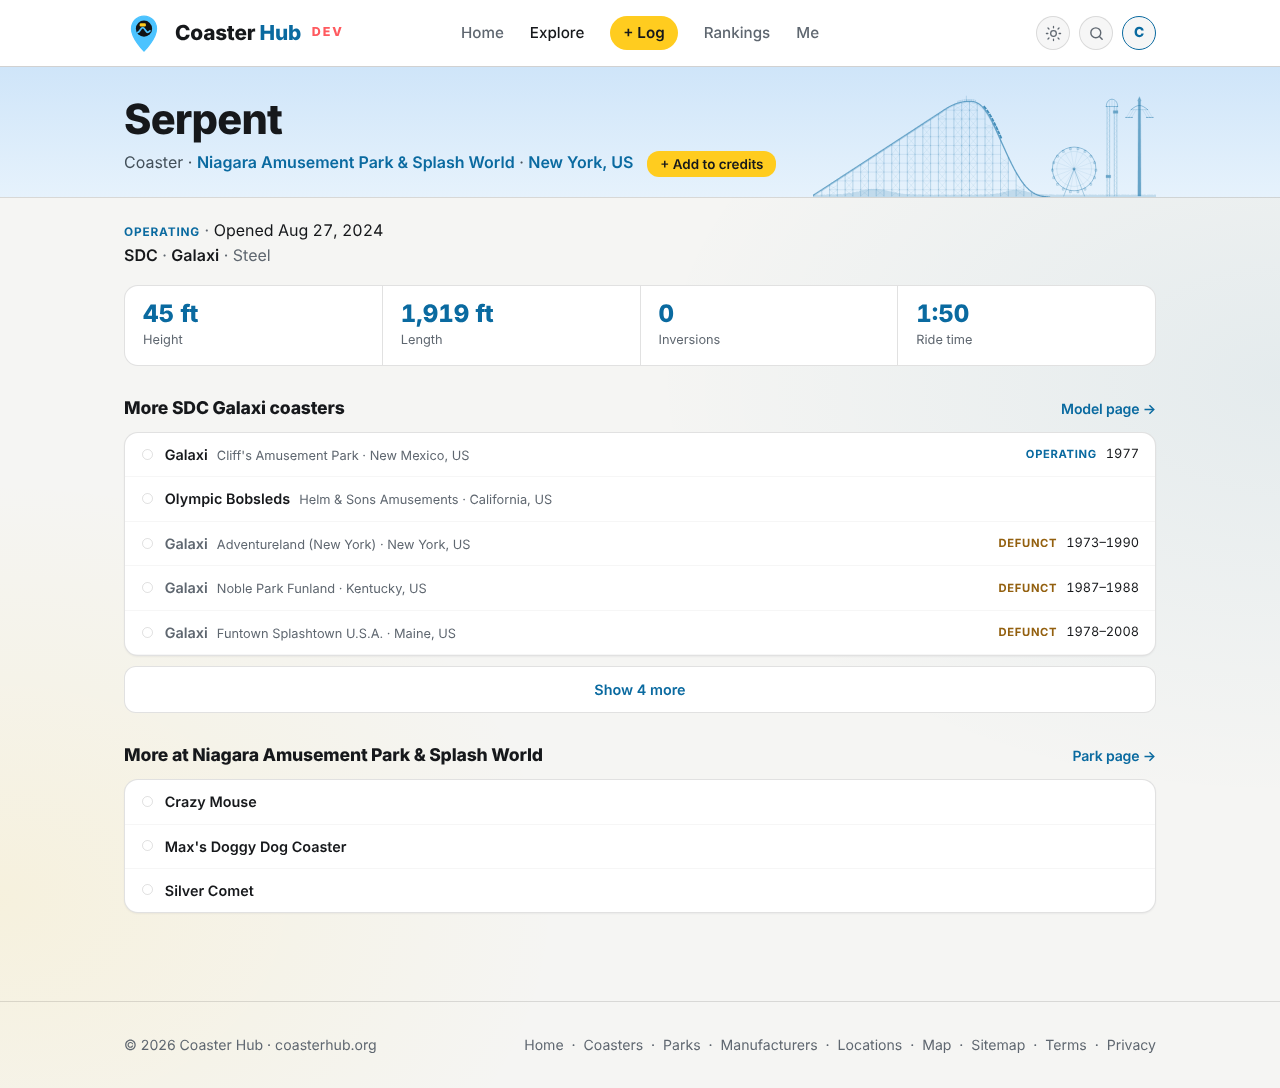 Coaster Hub DEV
Home Explore + Log Rankings Me
C
Serpent
Coaster · Niagara Amusement Park & Splash World · New York, US + Add to credits
OPERATING · Opened Aug 27, 2024
SDC · Galaxi · Steel
45 ft 1,919 ft 0 1:50
Height Length Inversions Ride time
More SDC Galaxi coasters Model page →
Galaxi Cliff's Amusement Park · New Mexico, US OPERATING 1977
Olympic Bobsleds Helm & Sons Amusements · California, US
Galaxi Adventureland (New York) · New York, US DEFUNCT 1973–1990
Galaxi Noble Park Funland · Kentucky, US DEFUNCT 1987–1988
Galaxi Funtown Splashtown U.S.A. · Maine, US DEFUNCT 1978–2008
Show 4 more
More at Niagara Amusement Park & Splash World Park page →
Crazy Mouse
Max's Doggy Dog Coaster
Silver Comet
© 2026 Coaster Hub · coasterhub.org Home · Coasters · Parks · Manufacturers · Locations · Map · Sitemap · Terms · Privacy